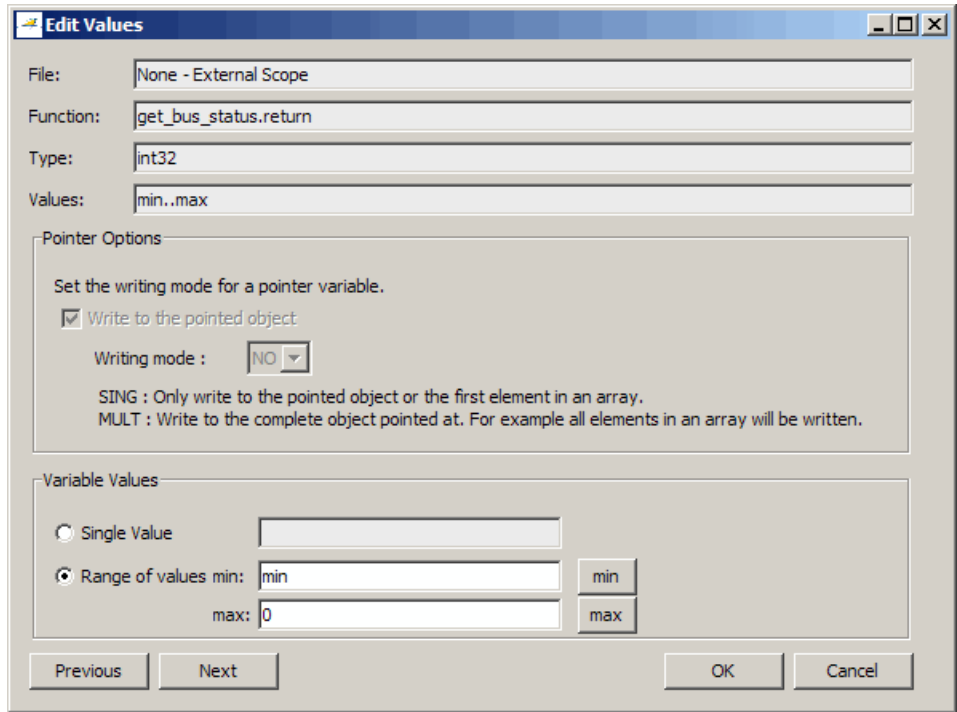 Edit Values
File: None - External Scope
Function: get_bus_status.return
Type: int32
Values: min..max
Pointer Options
Set the writing mode for a pointer variable.
Write to the pointed object
Writing mode : NO
SING : Only write to the pointed object or the first element in an array.
MULT : Write to the complete object pointed at. For example all elements in an array will be written.
Variable Values
Single Value
Range of values min: min min
max: 0 max
Previous Next OK Cancel